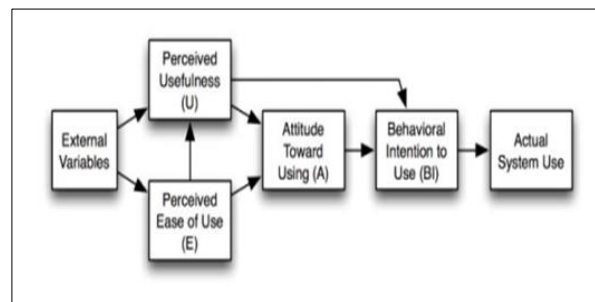 External
Variables
Perceived
Usefulness
(U)
Perceived
Ease of Use
(E)
Attitude
Toward
Using (A)
Behavioral
Intention to
Use (BI)
Actual
System Use